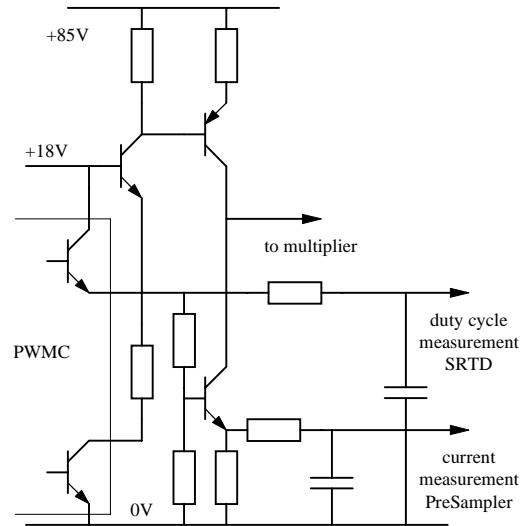 +85V
+18V
to multiplier
duty cycle
measurement
SRTD
PWMC
current
measurement
PreSampler
0V